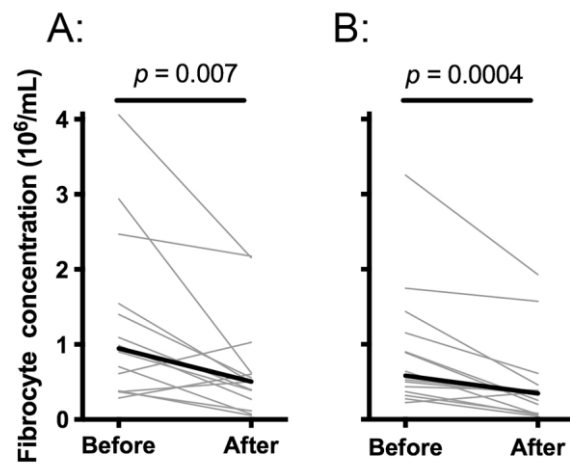 A:
B:
p = 0.007
p = 0.0004
Fibrocyte concentration (10⁶/mL)
4
3
2
1
0
Before
After
Before
After